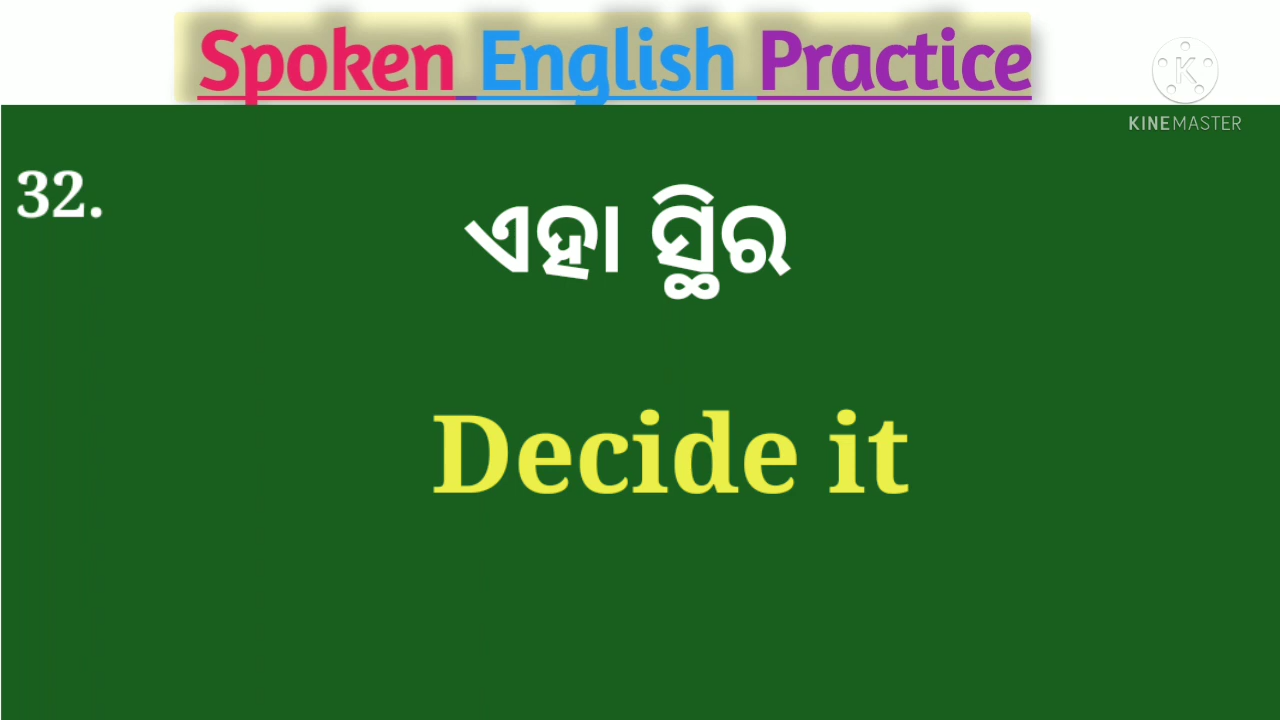 Spoken English Practice
K
KINEMASTER
32.
ଏହା ସ୍ଥିର
Decide it